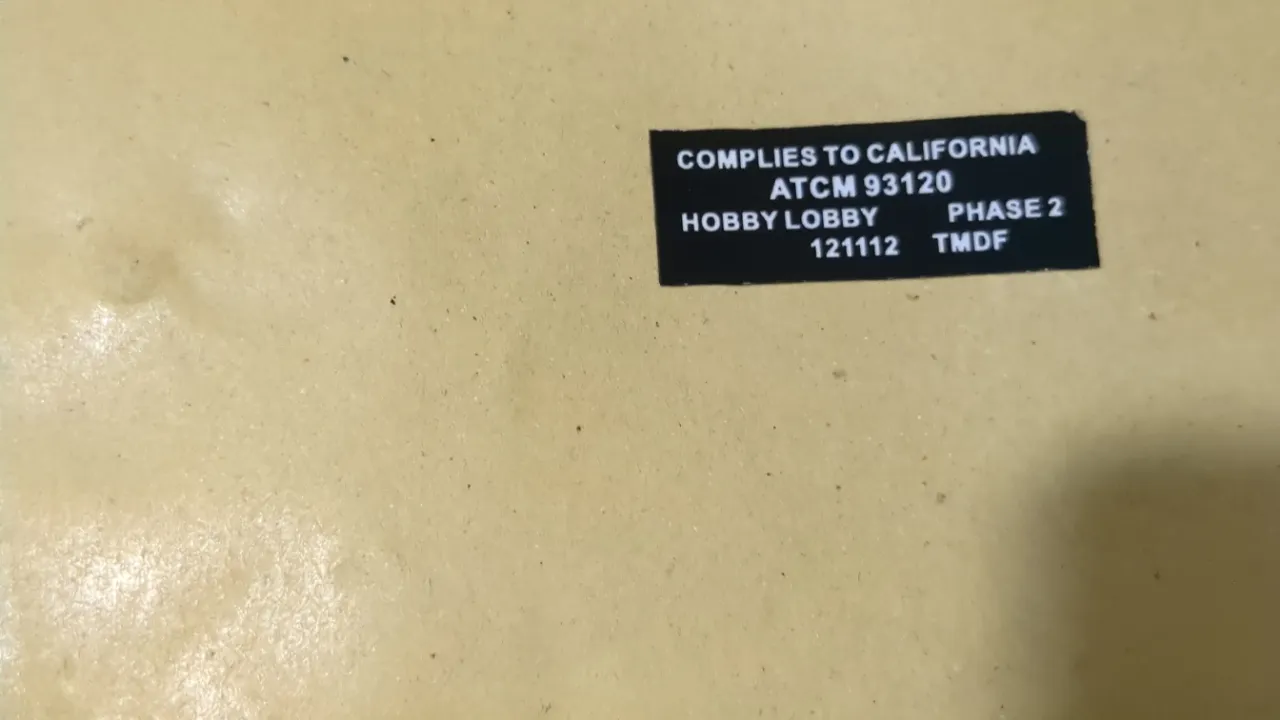 COMPLIES TO CALIFORNIA
ATCM 93120
HOBBY LOBBY PHASE 2
121112 TMDF